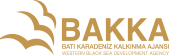 BAKKA
BATI KARADENİZ KALKINMA AJANSI
WESTERN BLACK SEA DEVELOPMENT AGENCY